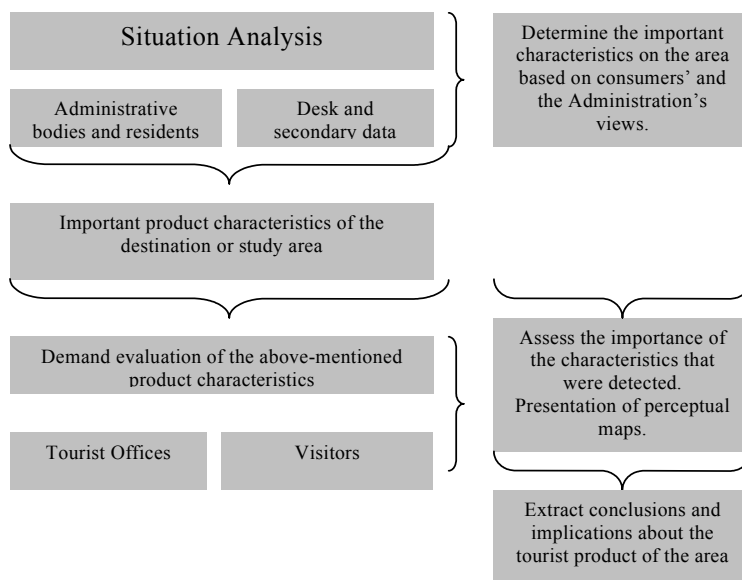 Situation Analysis
Administrative
bodies and residents
Desk and
secondary data
Determine the important
characteristics on the area
based on consumers’ and
the Administration’s
views.
Important product characteristics of the
destination or study area
Demand evaluation of the above-mentioned
product characteristics
Tourist Offices
Visitors
Assess the importance of
the characteristics that
were detected.
Presentation of perceptual
maps.
Extract conclusions and
implications about the
tourist product of the area